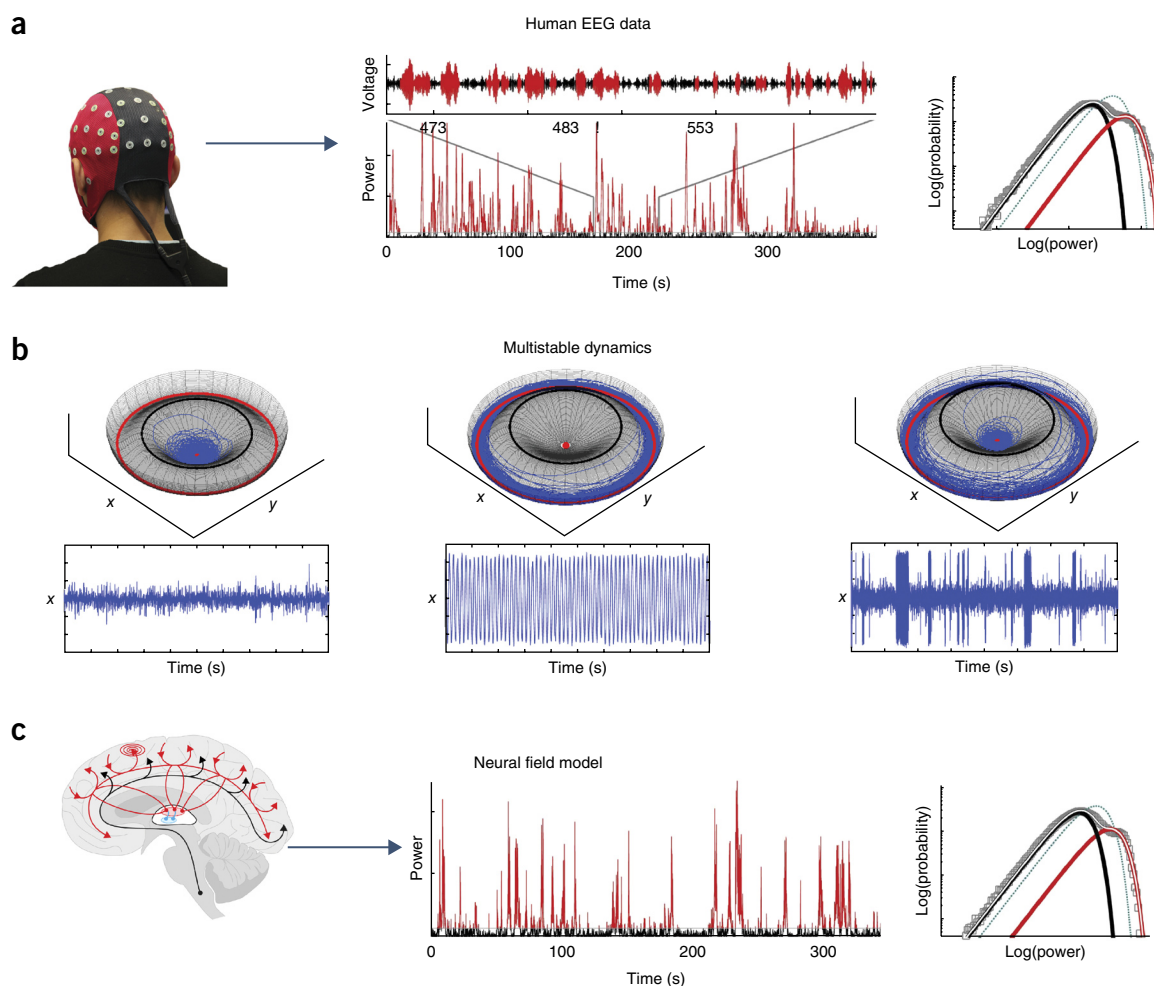 a
Human EEG data
Voltage
473 483 553
Power
0 100 200 300
Time (s)
Log(probability)
Log(power)
b
Multistable dynamics
x y
x y
x y
x
Time (s)
x
Time (s)
x
Time (s)
c
Neural field model
Power
0 100 200 300
Time (s)
Log(probability)
Log(power)